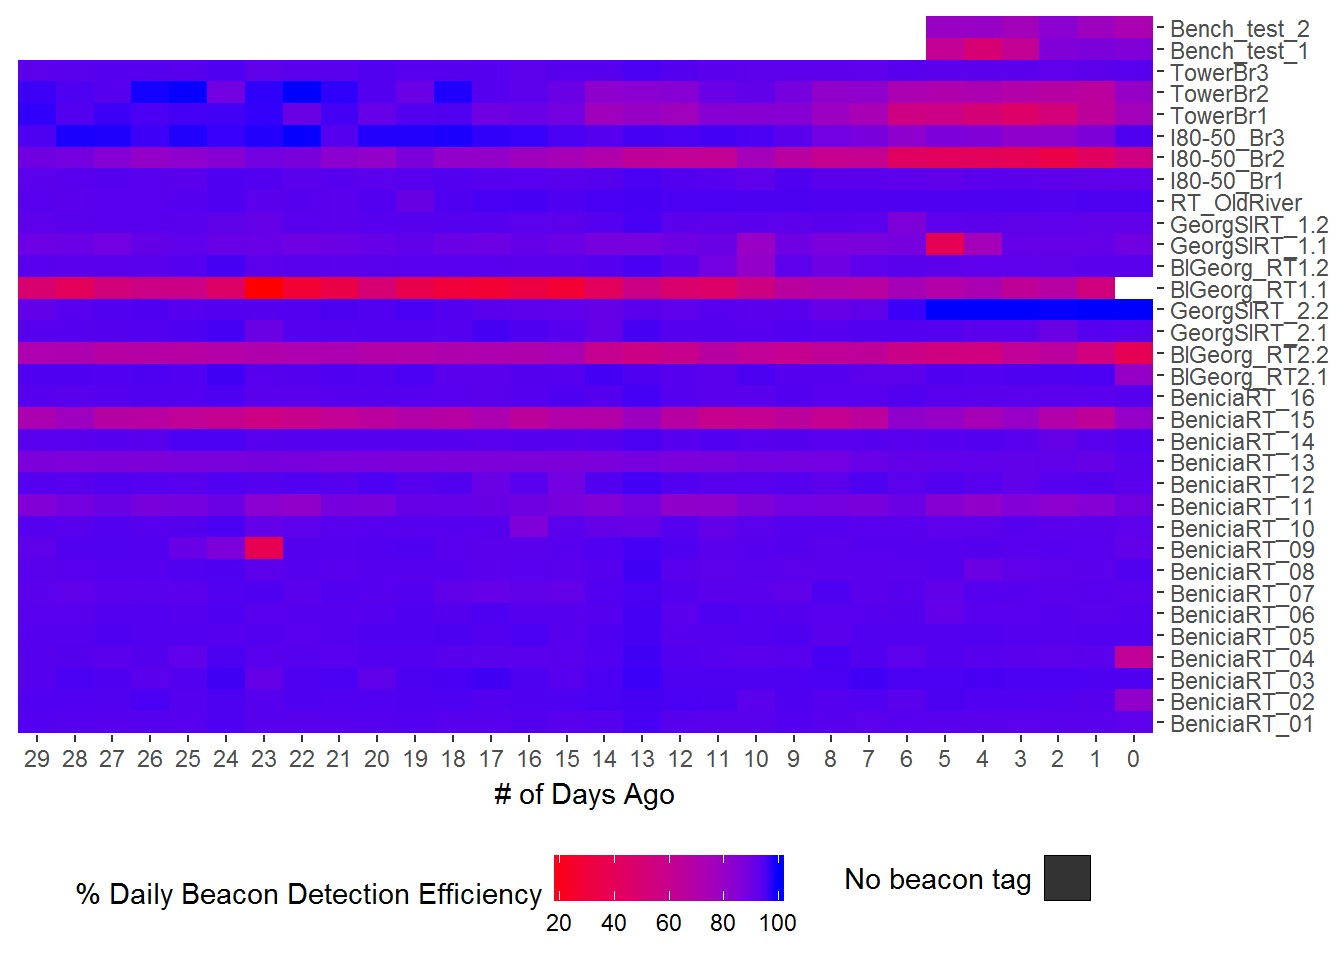 Bench_test_2
Bench_test_1
TowerBr3
TowerBr2
TowerBr1
I80-50_Br3
I80-50_Br2
I80-50_Br1
RT_OldRiver
GeorgSlRT_1.2
GeorgSlRT_1.1
BlGeorg_RT1.2
BlGeorg_RT1.1
GeorgSlRT_2.2
GeorgSlRT_2.1
BlGeorg_RT2.2
BlGeorg_RT2.1
BeniciaRT_16
BeniciaRT_15
BeniciaRT_14
BeniciaRT_13
BeniciaRT_12
BeniciaRT_11
BeniciaRT_10
BeniciaRT_09
BeniciaRT_08
BeniciaRT_07
BeniciaRT_06
BeniciaRT_05
BeniciaRT_04
BeniciaRT_03
BeniciaRT_02
BeniciaRT_01
29 28 27 26 25 24 23 22 21 20 19 18 17 16 15 14 13 12 11 10 9 8 7 6 5 4 3 2 1 0
# of Days Ago
% Daily Beacon Detection Efficiency
20 40 60 80 100
No beacon tag